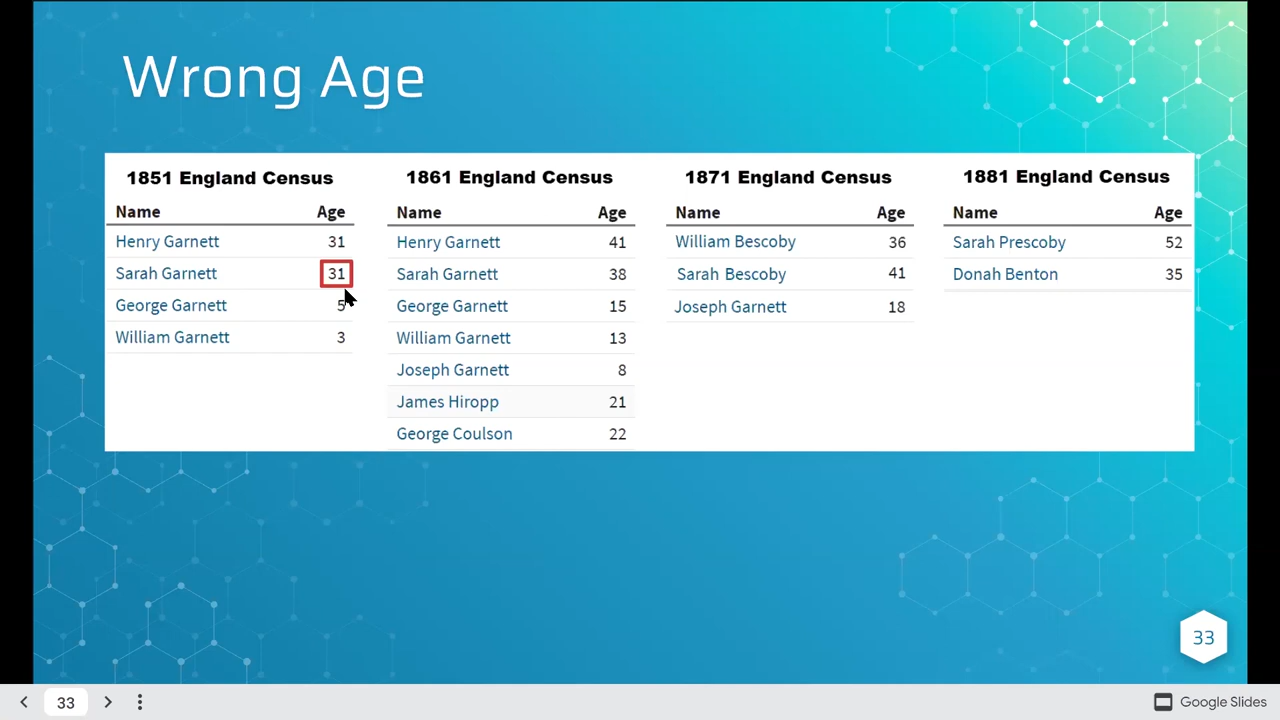 Wrong Age
1851 England Census
Name Age
Henry Garnett 31
Sarah Garnett 31
George Garnett 5
William Garnett 3
1861 England Census
Name Age
Henry Garnett 41
Sarah Garnett 38
George Garnett 15
William Garnett 13
Joseph Garnett 8
James Hiropp 21
George Coulson 22
1871 England Census
Name Age
William Bescoby 36
Sarah Bescoby 41
Joseph Garnett 18
1881 England Census
Name Age
Sarah Prescoby 52
Donah Benton 35
33
33
Google Slides